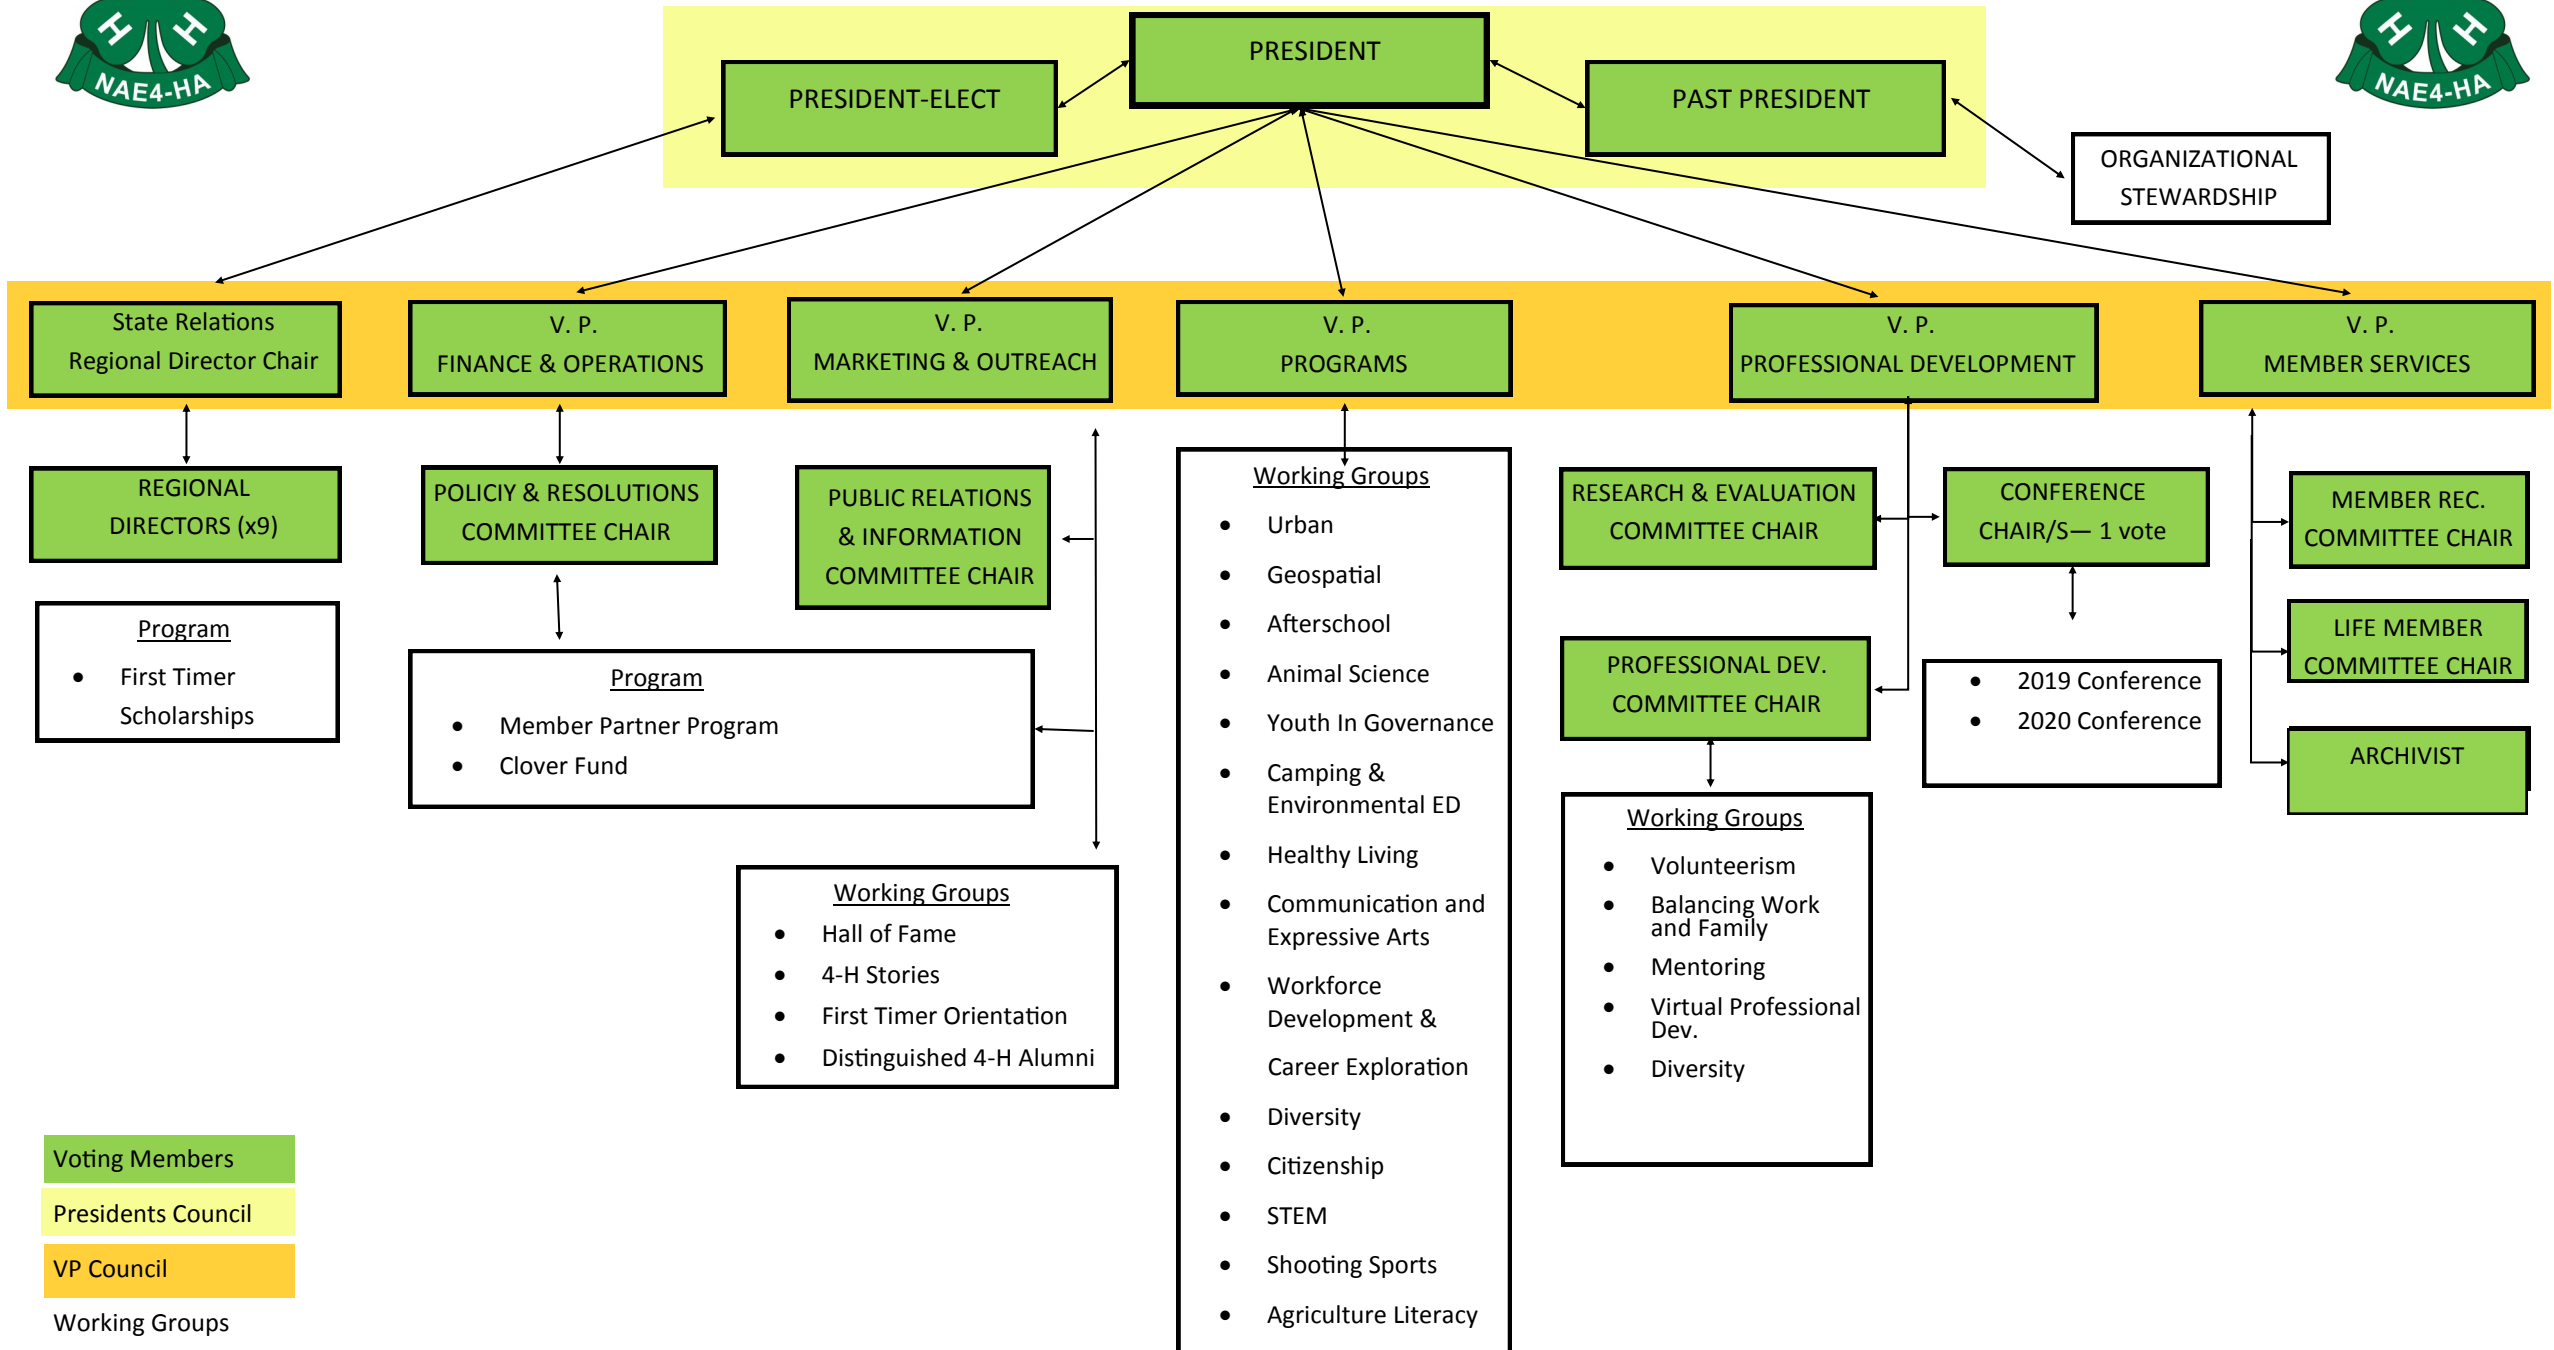 H H
NAE4-HA
H H
NAE4-HA
PRESIDENT
PRESIDENT-ELECT
PAST PRESIDENT
ORGANIZATIONAL
STEWARDSHIP
State Relations
Regional Director Chair
V. P.
FINANCE & OPERATIONS
V. P.
MARKETING & OUTREACH
V. P.
PROGRAMS
V. P.
PROFESSIONAL DEVELOPMENT
V. P.
MEMBER SERVICES
REGIONAL
DIRECTORS (x9)
Program
• First Timer
Scholarships
POLICIY & RESOLUTIONS
COMMITTEE CHAIR
PUBLIC RELATIONS
& INFORMATION
COMMITTEE CHAIR
Program
• Member Partner Program
• Clover Fund
Working Groups
• Hall of Fame
• 4-H Stories
• First Timer Orientation
• Distinguished 4-H Alumni
Working Groups
• Urban
• Geospatial
• Afterschool
• Animal Science
• Youth In Governance
• Camping &
Environmental ED
• Healthy Living
• Communication and
Expressive Arts
• Workforce
Development &
Career Exploration
• Diversity
• Citizenship
• STEM
• Shooting Sports
• Agriculture Literacy
RESEARCH & EVALUATION
COMMITTEE CHAIR
CONFERENCE
CHAIR/S— 1 vote
PROFESSIONAL DEV.
COMMITTEE CHAIR
• 2019 Conference
• 2020 Conference
Working Groups
• Volunteerism
• Balancing Work
and Family
• Mentoring
• Virtual Professional
Dev.
• Diversity
MEMBER REC.
COMMITTEE CHAIR
LIFE MEMBER
COMMITTEE CHAIR
ARCHIVIST
Voting Members
Presidents Council
VP Council
Working Groups